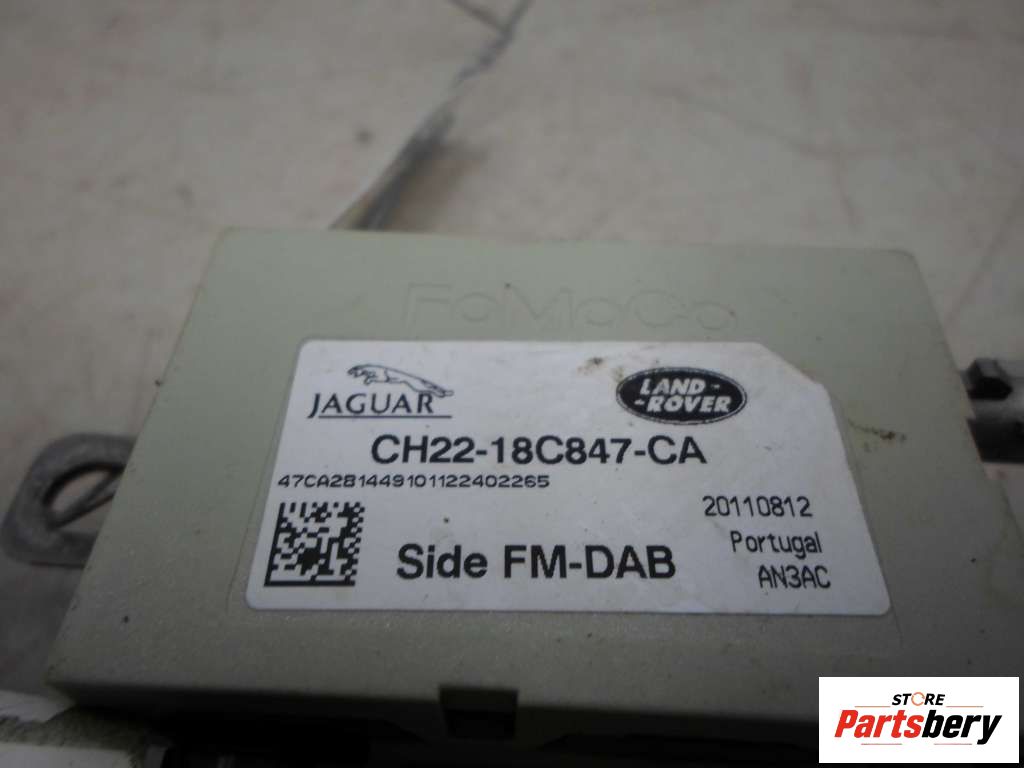 FoMoCo
JAGUAR
LAND-
-ROVER
CH22-18C847-CA
47CA2B1449101122402265
20110812
Portugal
Side FM-DAB
AN3AC
STORE
Partsbery